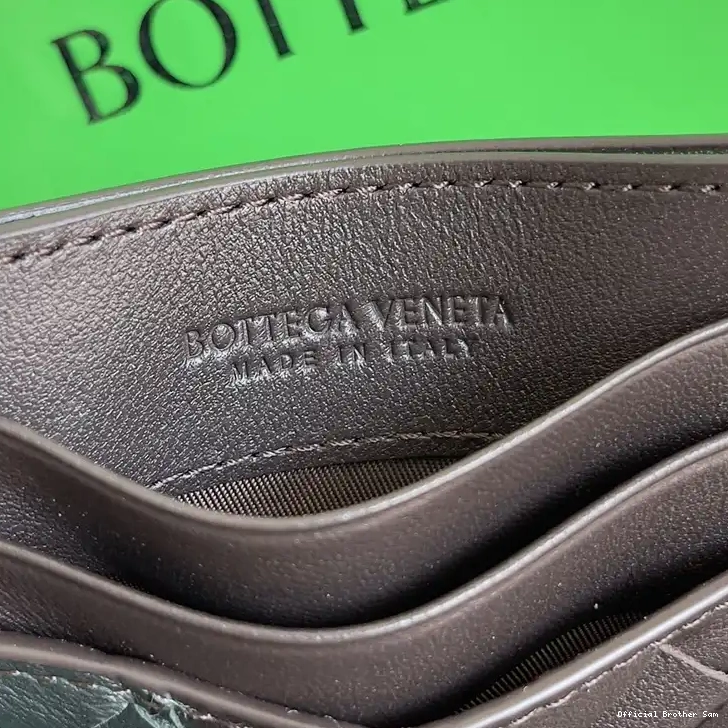 BOTTE
BOTTEGA VENETA
MADE IN ITALY
Official Brother Sam